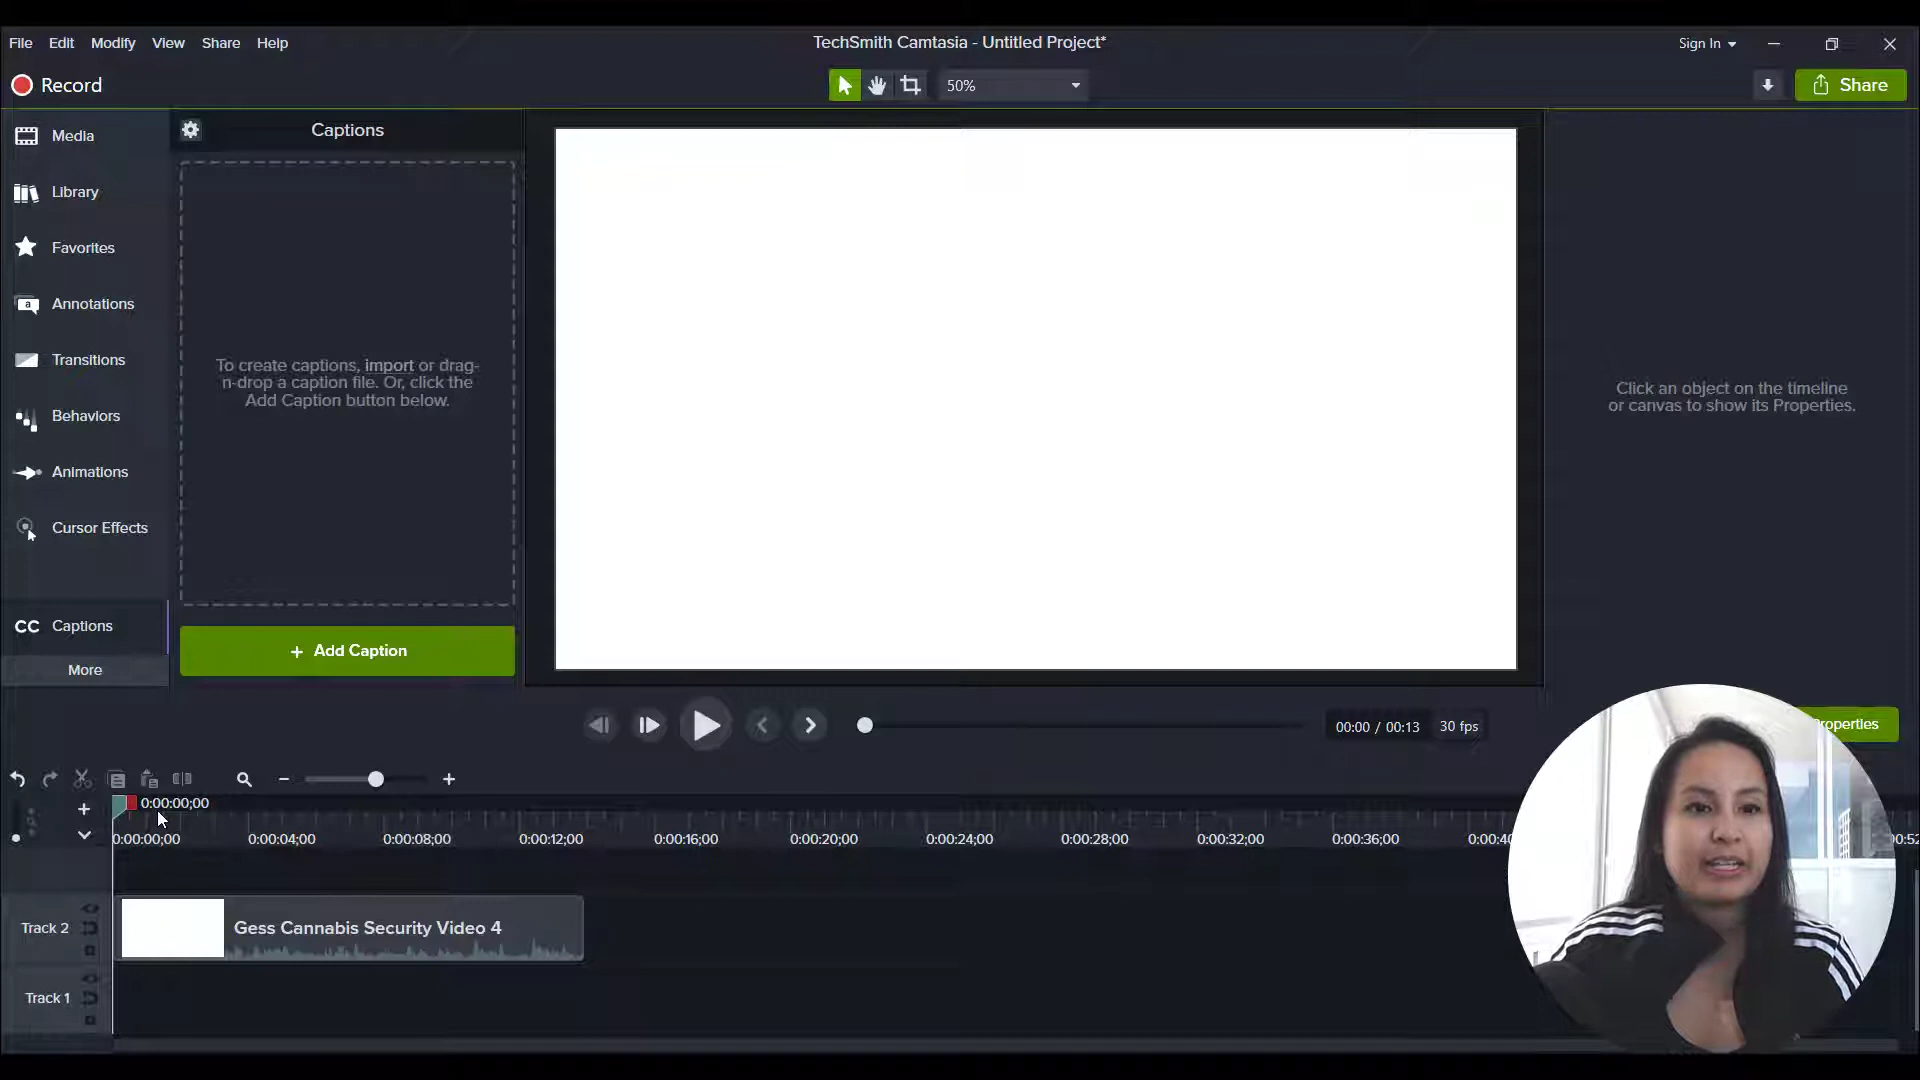 File Edit Modify View Share Help
TechSmith Camtasia - Untitled Project*
Sign In
Record
50%
Share
Media
Library
Favorites
Annotations
Transitions
Behaviors
Animations
Cursor Effects
CC Captions
More
Captions
To create captions, import or drag-
n-drop a caption file. Or, click the
Add Caption button below.
+ Add Caption
Click an object on the timeline
or canvas to show its Properties.
00:00 / 00:13 30 fps
roperties
0:00:00;00
0:00:00;00 0:00:04;00 0:00:08;00 0:00:12;00 0:00:16;00 0:00:20;00 0:00:24;00 0:00:28;00 0:00:32;00 0:00:36;00 0:00:40 00:52
Track 2
Gess Cannabis Security Video 4
Track 1